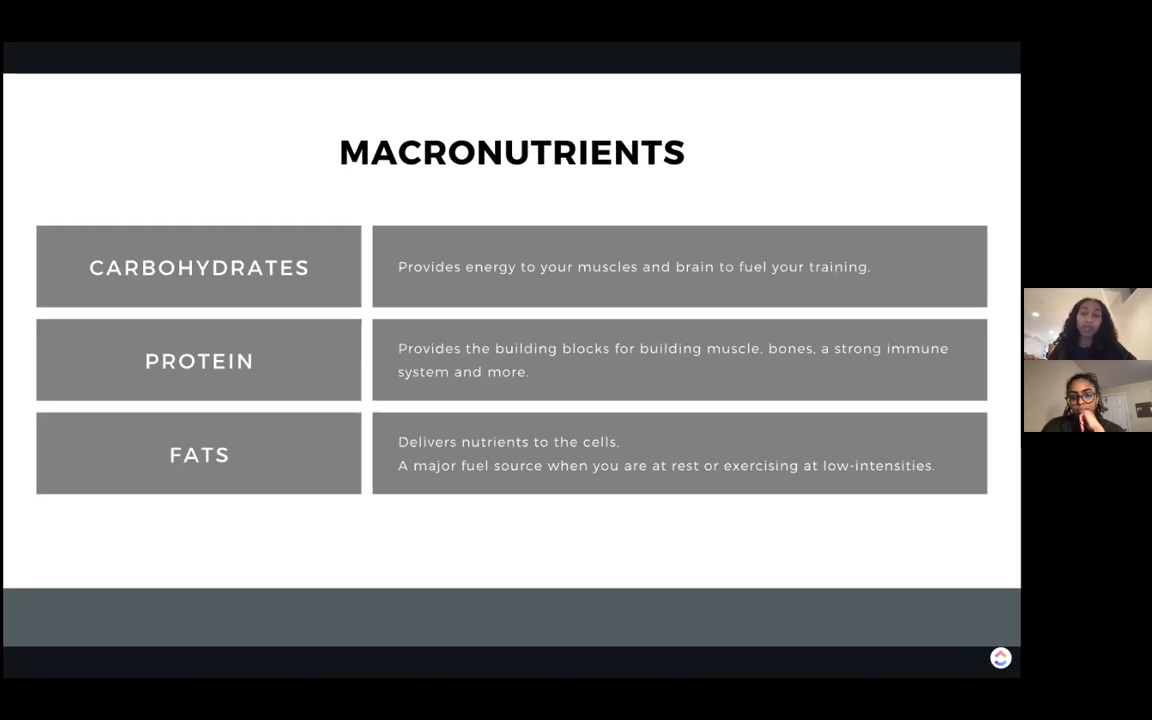 MACRONUTRIENTS
CARBOHYDRATES
Provides energy to your muscles and brain to fuel your training.
PROTEIN
Provides the building blocks for building muscle, bones, a strong immune
system and more.
FATS
Delivers nutrients to the cells.
A major fuel source when you are at rest or exercising at low-intensities.